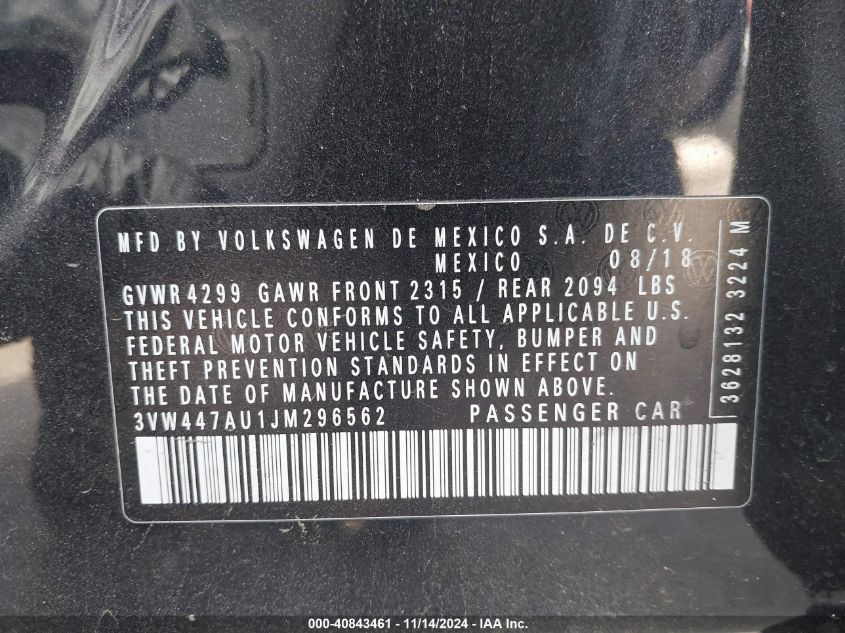 MFD BY VOLKSWAGEN DE MEXICO S.A. DE C.V.
MEXICO 08/18
GVWR 4299 GAWR FRONT 2315 / REAR 2094 LBS
THIS VEHICLE CONFORMS TO ALL APPLICABLE U.S.
FEDERAL MOTOR VEHICLE SAFETY, BUMPER AND
THEFT PREVENTION STANDARDS IN EFFECT ON
THE DATE OF MANUFACTURE SHOWN ABOVE.
3VW447AU1JM296562 PASSENGER CAR
3628132 3224 M
000-40843461 - 11/14/2024 - IAA Inc.